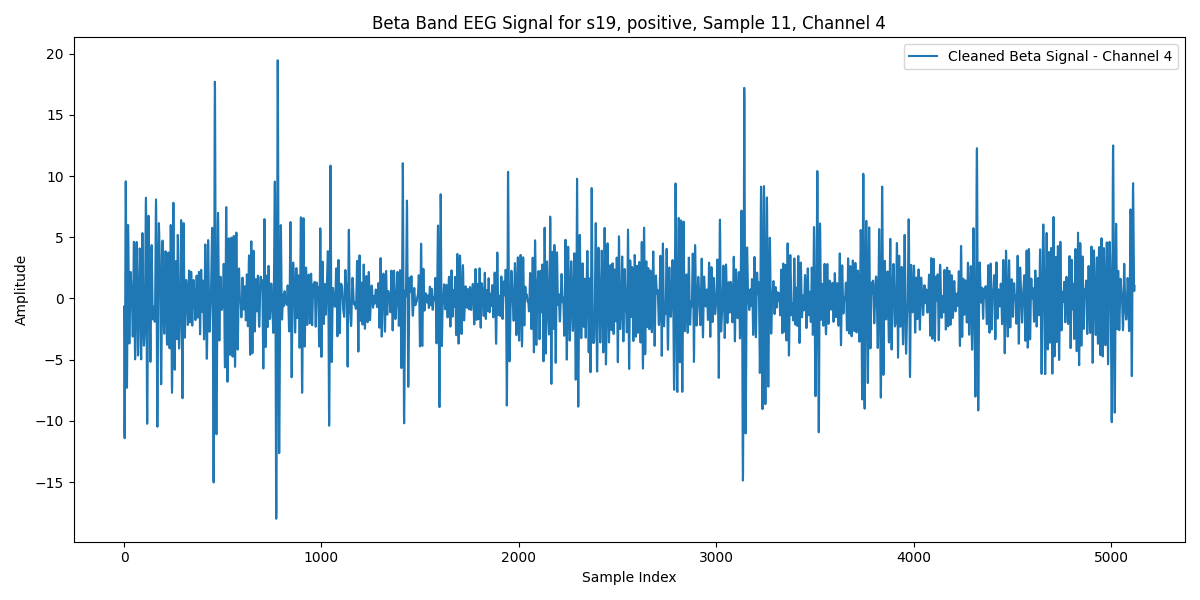 Beta Band EEG Signal for s19, positive, Sample 11, Channel 4
Cleaned Beta Signal - Channel 4
Amplitude
20
15
10
5
0
−5
−10
−15
0 1000 2000 3000 4000 5000
Sample Index